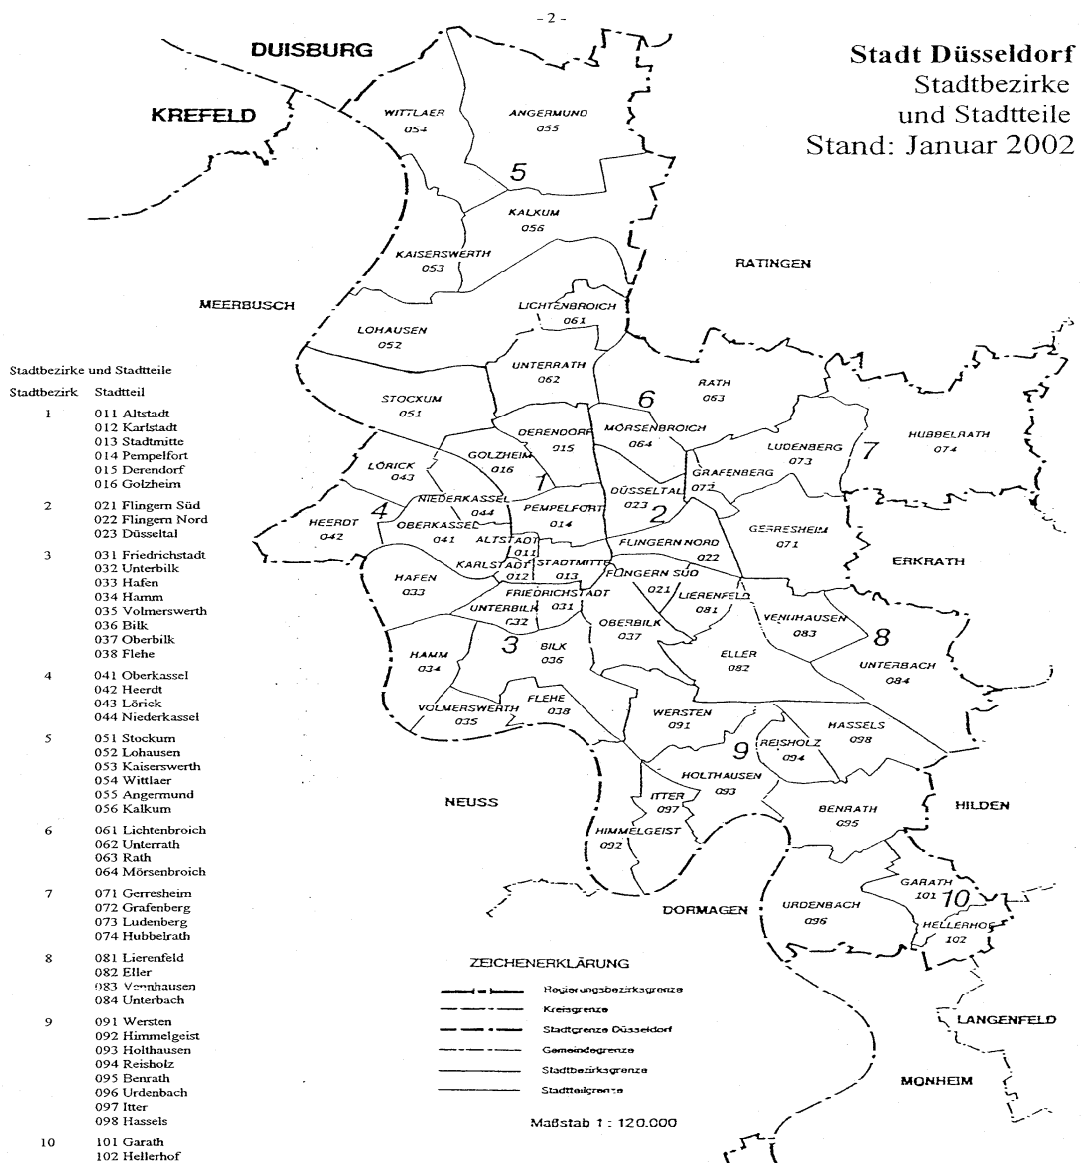 - 2 -
Stadt Düsseldorf
Stadtbezirke
und Stadtteile
Stand: Januar 2002
DUISBURG
KREFELD
WITTLAER
054
ANGERMUND
055
5
KALKUM
056
KAISERSWERTH
053
RATINGEN
MEERBUSCH
LICHTENBROICH
061
LOHAUSEN
052
UNTERRATH
062
RATH
063
STOCKUM
051
6
MÖRSENBROICH
064
DERENDORF
015
GOLZHEIM
016
LUDENBERG
073
7
HUBBELRATH
074
LÖRICK
043
GRAFENBERG
072
1
NIEDERKASSEL
044
DÜSSELTAL
023
2
4
HEERDT
042
OBERKASSEL
041
PEMPELFORT
014
GERRESHEIM
071
ALTSTADT
011
FLINGERN NORD
022
ERKRATH
KARLSTADT
012
STADTMITTE
013
FLINGERN SÜD
021
HAFEN
033
FRIEDRICHSTADT
031
LIERENFELD
081
UNTERBILK
032
OBERBILK
037
VENNHAUSEN
083
8
3
BILK
036
HAMM
034
ELLER
082
UNTERBACH
084
VOLMERSWERTH
035
FLEHE
038
WERSTEN
091
HASSELS
098
9
REISHOLZ
094
HOLTHAUSEN
093
ITTER
097
NEUSS
HILDEN
BENRATH
095
HIMMELGEIST
092
GARATH
101
10
DORMAGEN
URDENBACH
096
HELLERHOF
102
LANGENFELD
MONHEIM
Stadtbezirke und Stadtteile
Stadtbezirk Stadtteil
1 011 Altstadt
012 Karlstadt
013 Stadtmitte
014 Pempelfort
015 Derendorf
016 Golzheim
2 021 Flingern Süd
022 Flingern Nord
023 Düsseltal
3 031 Friedrichstadt
032 Unterbilk
033 Hafen
034 Hamm
035 Volmerswerth
036 Bilk
037 Oberbilk
038 Flehe
4 041 Oberkassel
042 Heerdt
043 Lörick
044 Niederkassel
5 051 Stockum
052 Lohausen
053 Kaiserswerth
054 Wittlaer
055 Angermund
056 Kalkum
6 061 Lichtenbroich
062 Unterrath
063 Rath
064 Mörsenbroich
7 071 Gerresheim
072 Grafenberg
073 Ludenberg
074 Hubbelrath
8 081 Lierenfeld
082 Eller
083 Vennhausen
084 Unterbach
9 091 Wersten
092 Himmelgeist
093 Holthausen
094 Reisholz
095 Benrath
096 Urdenbach
097 Itter
098 Hassels
10 101 Garath
102 Hellerhof
ZEICHENERKLÄRUNG
Regierungsbezirksgrenze
Kreisgrenze
Stadtgrenze Düsseldorf
Gemeindegrenze
Stadtbezirksgrenze
Stadtteilgrenze
Maßstab 1 : 120.000